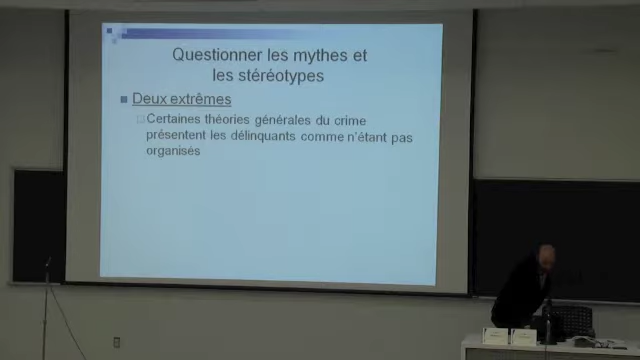 Questionner les mythes et
les stéréotypes
Deux extrêmes
Certaines théories générales du crime
présentent les délinquants comme n'étant pas
organisés